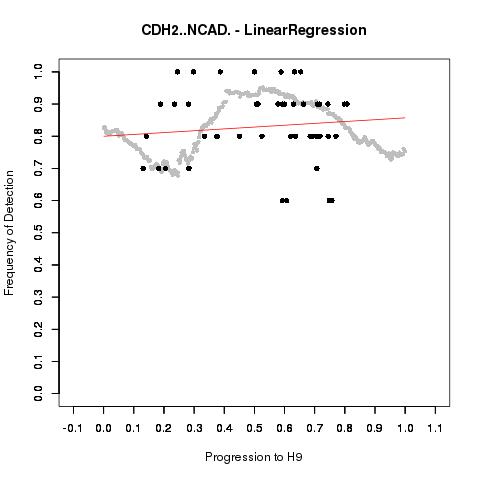 CDH2..NCAD. - LinearRegression
Frequency of Detection
1.0
0.9
0.8
0.7
0.6
0.5
0.4
0.3
0.2
0.1
0.0
-0.1 0.0 0.1 0.2 0.3 0.4 0.5 0.6 0.7 0.8 0.9 1.0 1.1
Progression to H9